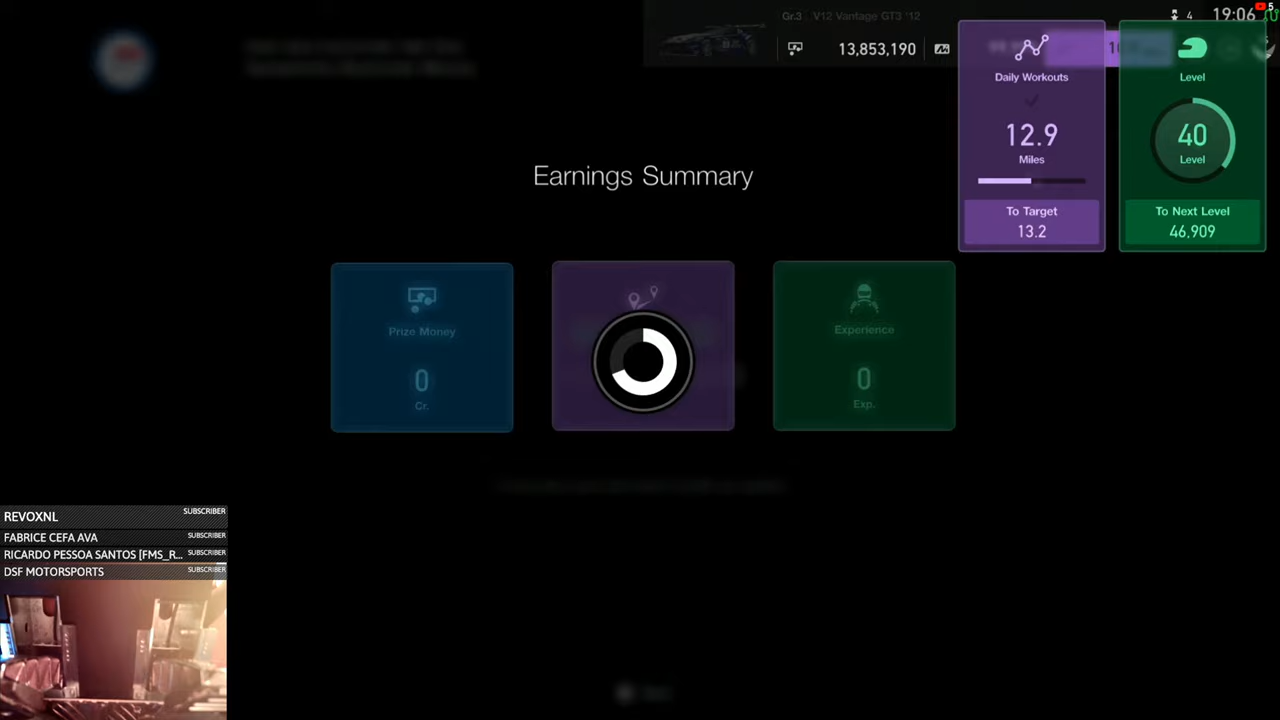 Gr.3 V12 Vantage GT3 '12
4 19:06 5
13,853,190
Daily Workouts
12.9
Miles
To Target
13.2
Level
40
Level
To Next Level
46,909
Earnings Summary
Prize Money
0
Cr.
Experience
0
Exp.
REVOXNL SUBSCRIBER
FABRICE CEFA AVA SUBSCRIBER
RICARDO PESSOA SANTOS [FMS_R... SUBSCRIBER
DSF MOTORSPORTS SUBSCRIBER